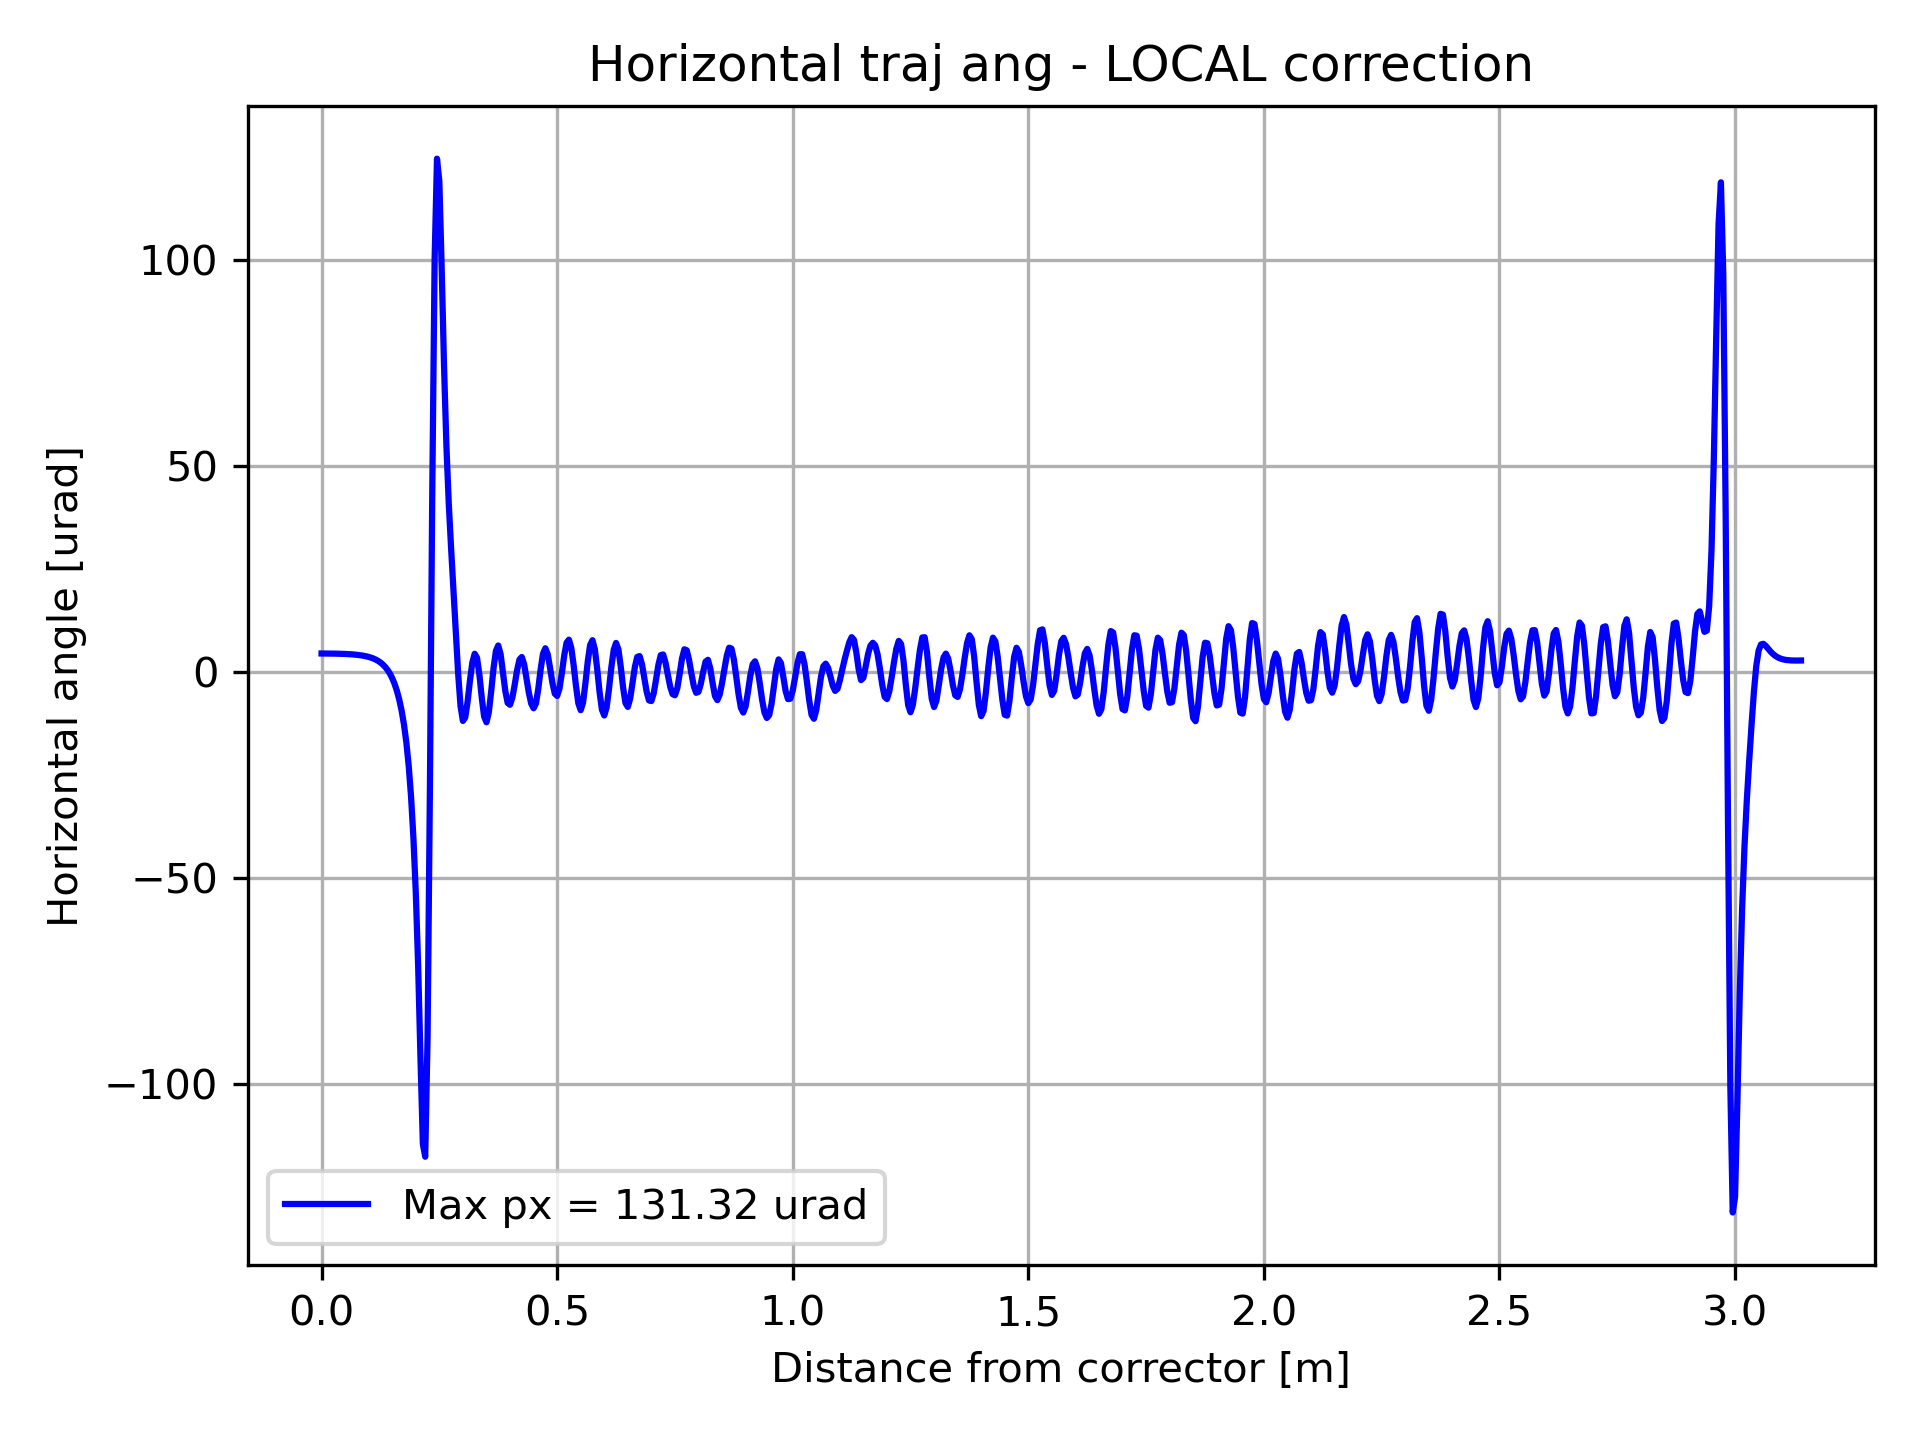 Horizontal traj ang - LOCAL correction
Horizontal angle [urad]
100
50
0
−50
−100
Max px = 131.32 urad
0.0 0.5 1.0 1.5 2.0 2.5 3.0
Distance from corrector [m]